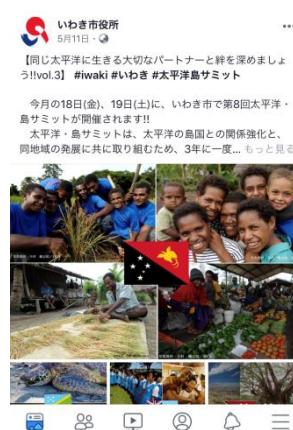 いわき市役所
5月11日・
【同じ太平洋に生きる大切なパートナーと絆を深めましょ
う!!vol.3】 #iwaki #いわき #太平洋島サミット
今月の18日(金)、19日(土)に、いわき市で第8回太平洋・
島サミットが開催されます!!
太平洋・島サミットは、太平洋の島国との関係強化と、
同地域の発展に共に取り組むため、3年に一度... もっと見る